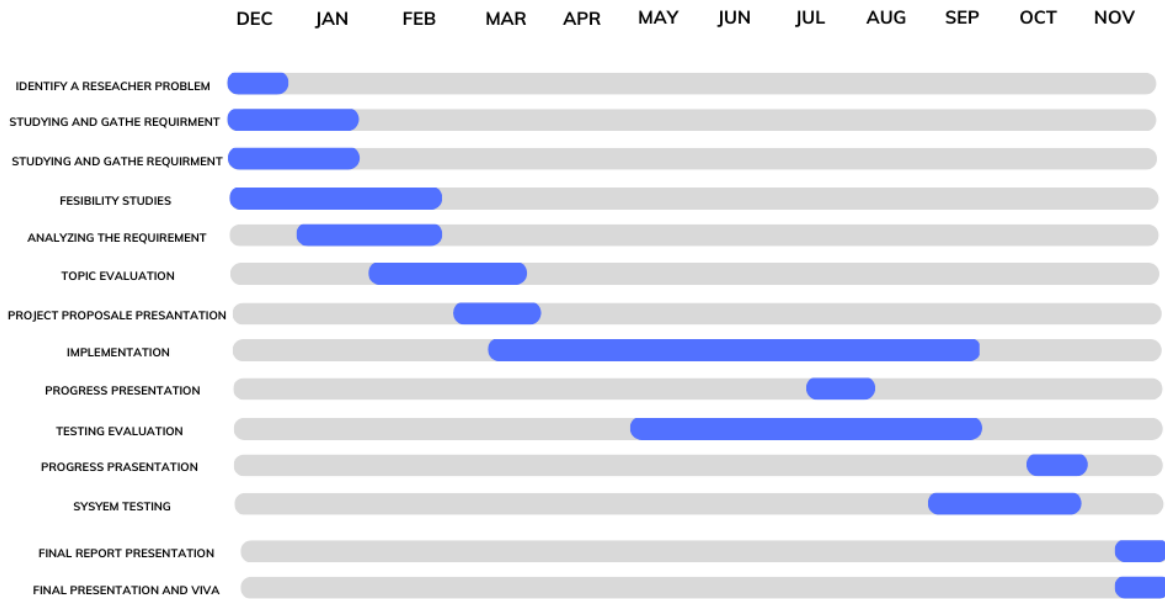 DEC JAN FEB MAR APR MAY JUN JUL AUG SEP OCT NOV
IDENTIFY A RESEACHER PROBLEM
STUDYING AND GATHE REQUIRMENT
STUDYING AND GATHE REQUIRMENT
FESIBILITY STUDIES
ANALYZING THE REQUIREMENT
TOPIC EVALUATION
PROJECT PROPOSALE PRESANTATION
IMPLEMENTATION
PROGRESS PRESENTATION
TESTING EVALUATION
PROGRESS PRASENTATION
SYSYEM TESTING
FINAL REPORT PRESENTATION
FINAL PRESENTATION AND VIVA